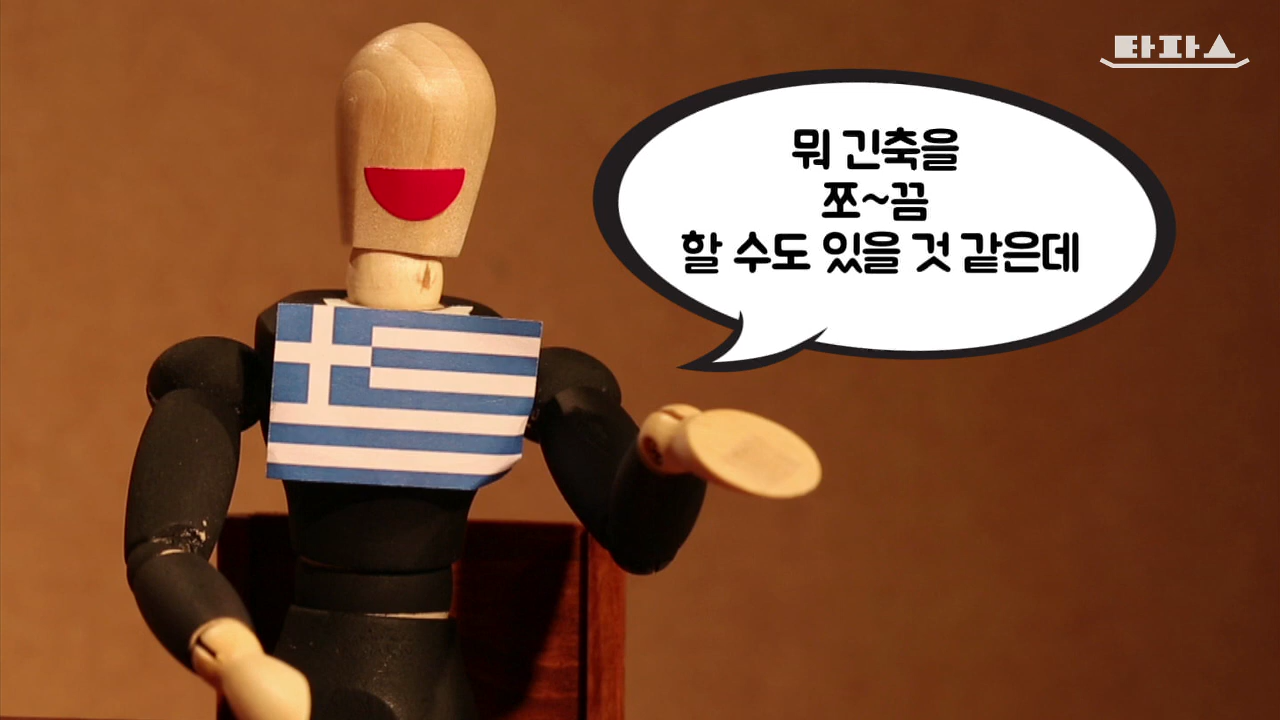 타파스
뭐 긴축을
쪼~끔
할 수도 있을 것 같은데